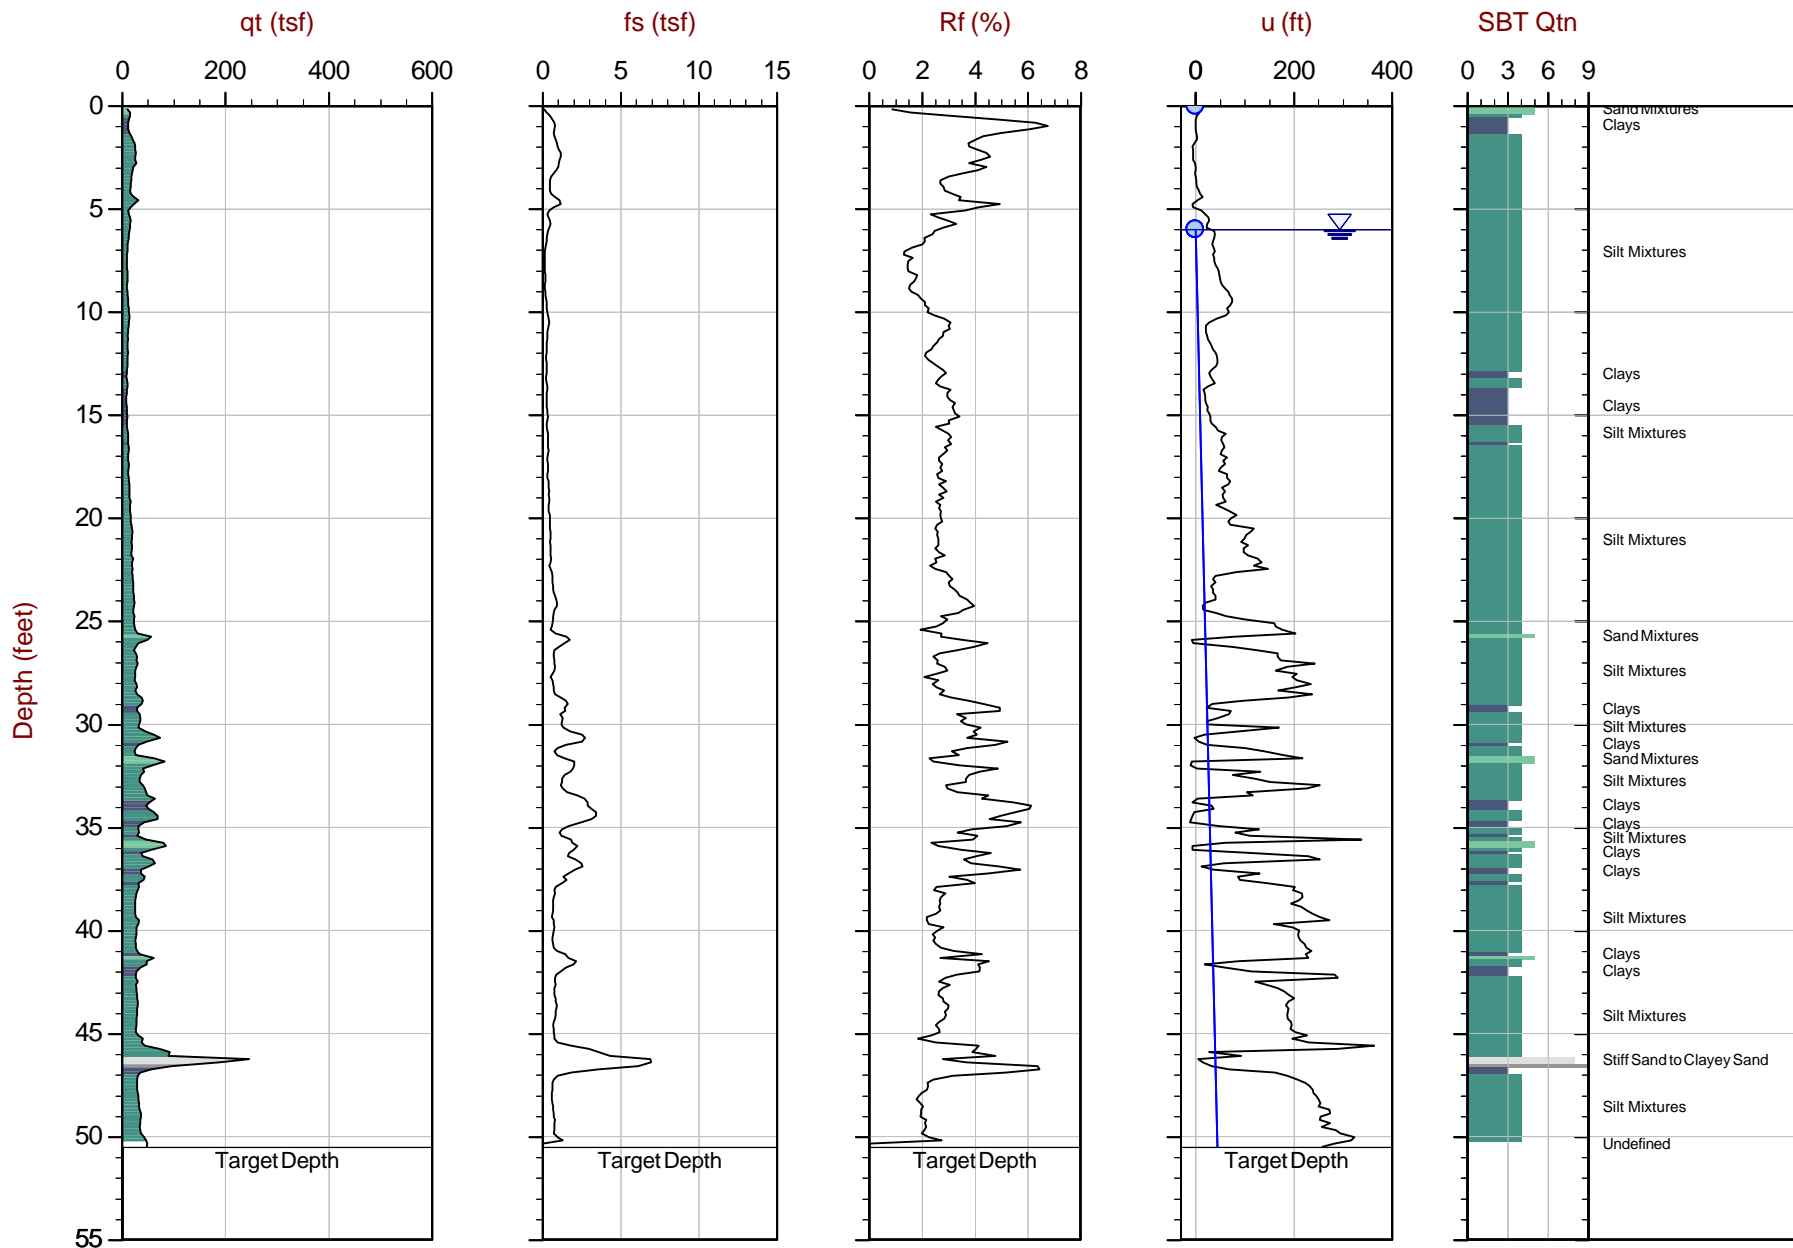 qt (tsf) fs (tsf) Rf (%) u (ft) SBT Qtn
0 200 400 600 0 5 10 15 0 2 4 6 8 0 0 200 400 0 3 6 9
0
5
10
15
20
25
30
35
40
45
50
55
Depth (feet)
Sand Mixtures
Clays
Silt Mixtures
Clays
Clays
Silt Mixtures
Silt Mixtures
Sand Mixtures
Silt Mixtures
Clays
Silt Mixtures
Clays
Sand Mixtures
Silt Mixtures
Clays
Clays
Silt Mixtures
Clays
Clays
Silt Mixtures
Clays
Clays
Silt Mixtures
Stiff Sand to Clayey Sand
Silt Mixtures
Undefined
Target Depth Target Depth Target Depth Target Depth